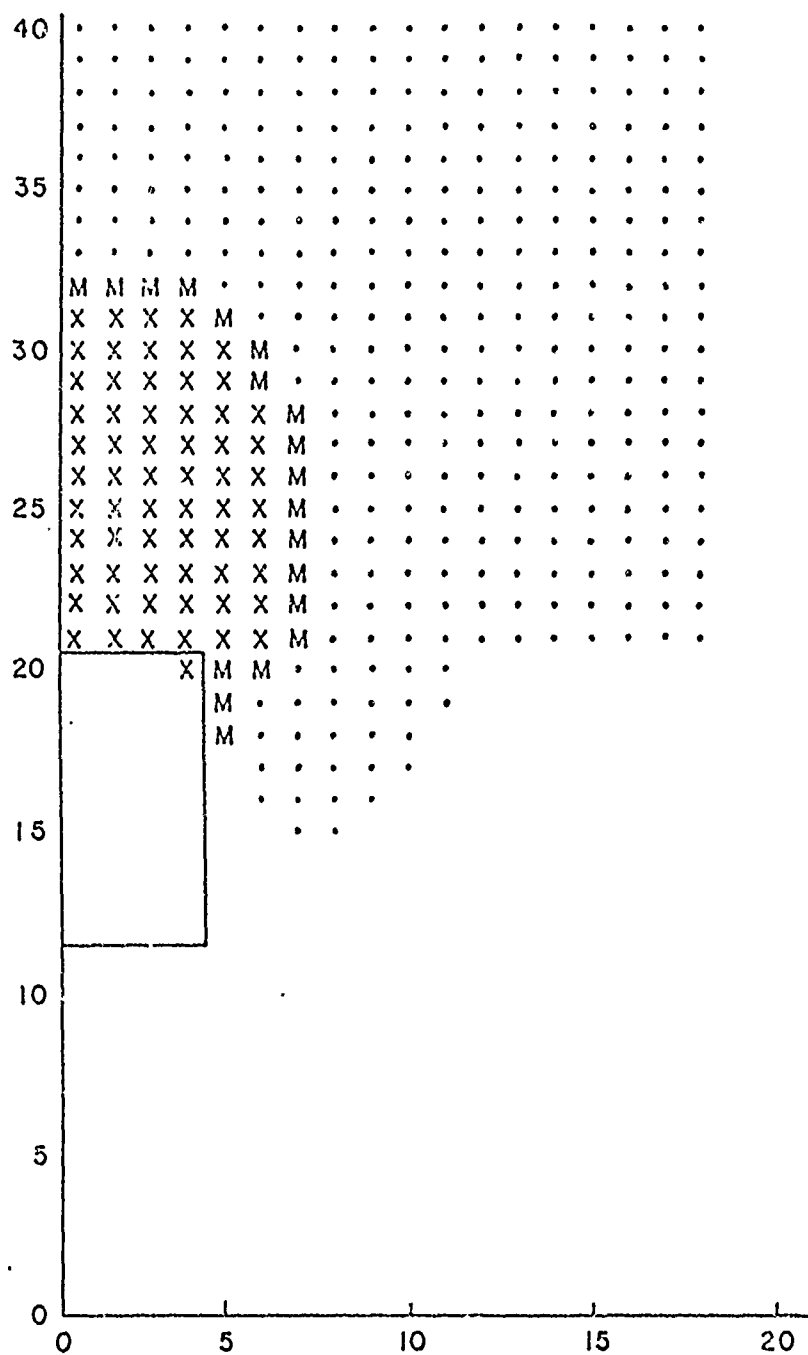 40 . . . . . . . . . . . . . . . . . .
. . . . . . . . . . . . . . . . . .
. . . . . . . . . . . . . . . . . .
. . . . . . . . . . . . . . . . . .
. . . . . . . . . . . . . . . . . .
35 . . . . . . . . . . . . . . . . . .
. . . . . . . . . . . . . . . . . .
. . . . . . . . . . . . . . . . . .
M M M M . . . . . . . . . . . . . .
X X X X M . . . . . . . . . . . . .
30 X X X X X M . . . . . . . . . . . .
X X X X X M . . . . . . . . . . . .
X X X X X X M . . . . . . . . . . .
X X X X X X M . . . . . . . . . . .
X X X X X X M . . . . . . . . . . .
25 X X X X X X M . . . . . . . . . . .
X X X X X X M . . . . . . . . . . .
X X X X X X M . . . . . . . . . . .
X X X X X X M . . . . . . . . . . .
X X X X X X M . . . . . . . . . . .
20 X M M . . . . .
M . . . . . .
M . . . . .
. . . . .
. . . .
15 . .
10
5
0
0 5 10 15 20